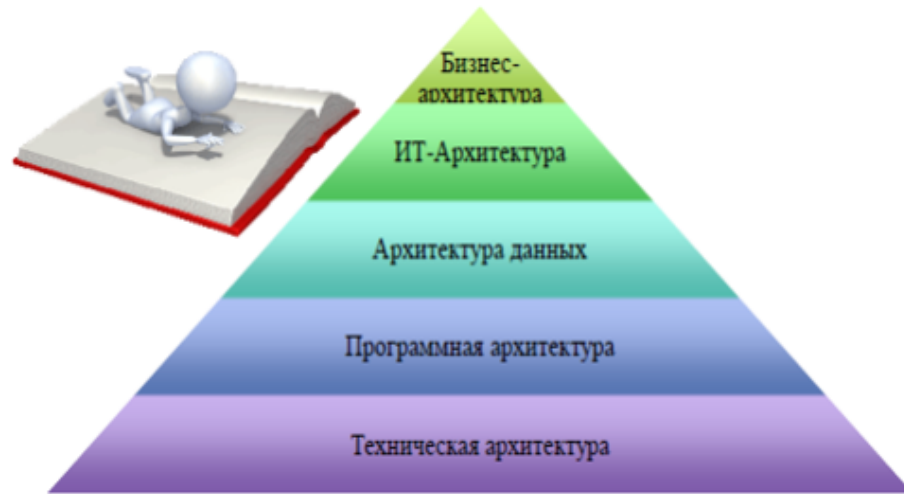 Бизнес-
архитектура
ИТ-Архитектура
Архитектура данных
Программная архитектура
Техническая архитектура